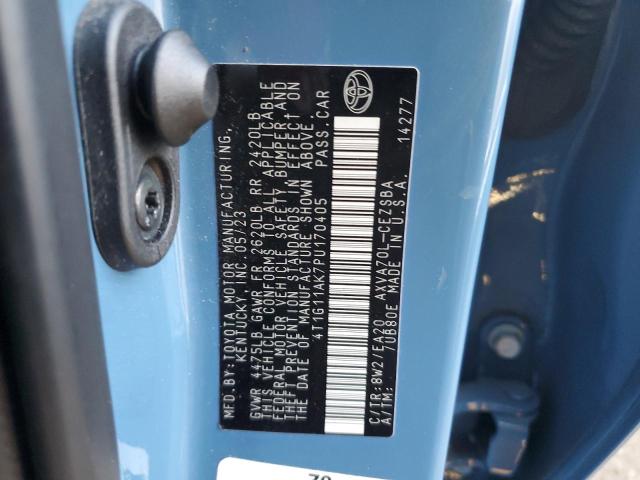 MFD.BY:TOYOTA MOTOR MANUFACTURING,
KENTUCKY, INC. 05/23
GVWR 4475LB GAWR FR 2620LB RR 2420LB
THIS VEHICLE CONFORMS TO ALL APPLICABLE
FEDERAL MOTOR VEHICLE SAFETY, BUMPER, AND
THEFT PREVENTION STANDARDS IN EFFECT ON
THE DATE OF MANUFACTURE SHOWN ABOVE.
4T1G11AK7PU170405 PASS.CAR
C/TR:8W2/EA20 AXVA70L-CEZSBA
A/TM: /UB80E MADE IN U.S.A. 14277